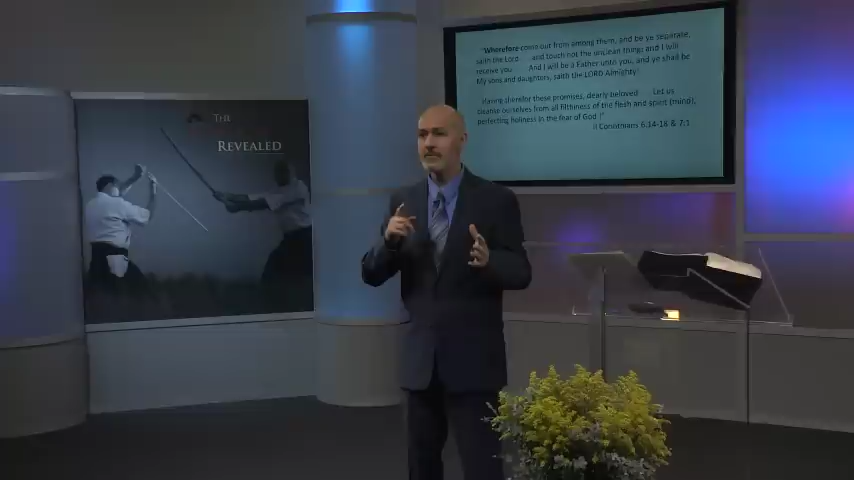 THE
REVEALED
"Wherefore come out from among them, and be ye separate,
saith the Lord . . . and touch not the unclean thing; and I will
receive you . . . And I will be a Father unto you, and ye shall be
My sons and daughters, saith the LORD Almighty!
Having therefor these promises, dearly beloved . . . Let us
cleanse ourselves from all filthiness of the flesh and spirit (mind),
perfecting holiness in the fear of God !"
II Corinthians 6:14-18 & 7:1